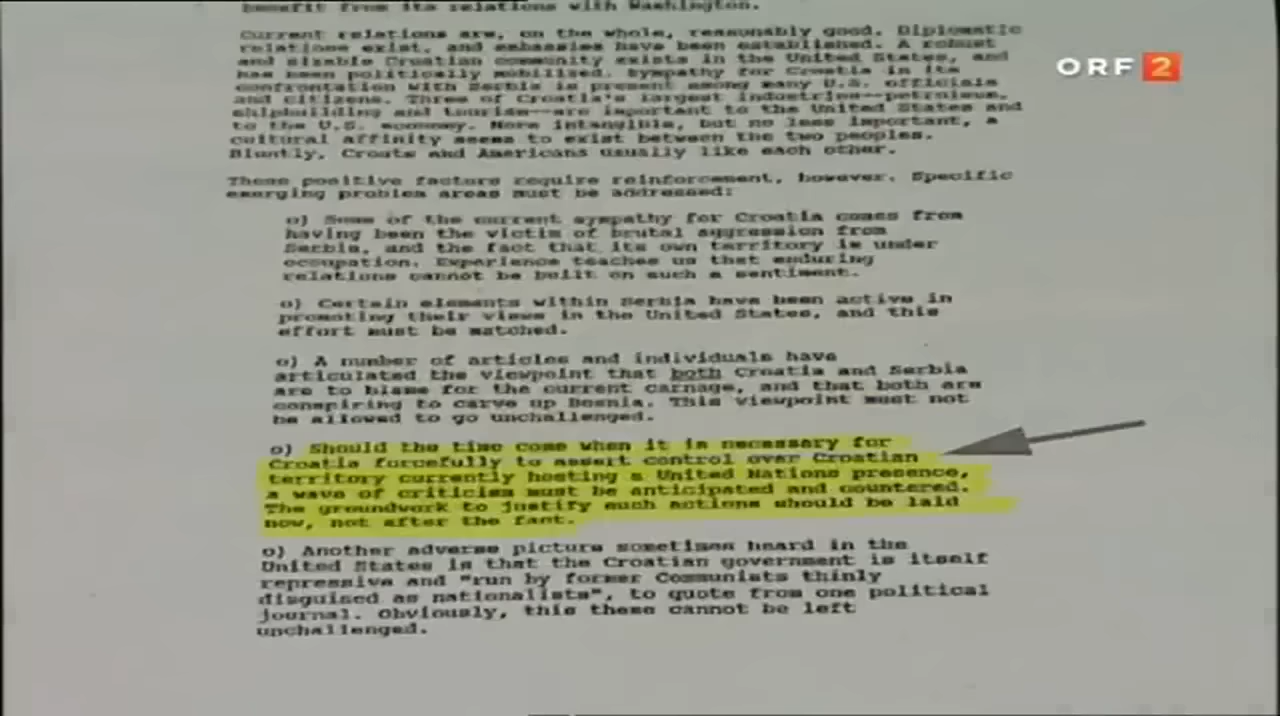 benefit from its relations with Washington.
Current relations are, on the whole, reasonably good. Diplomatic
relations exist, and embassies have been established. A robust
and sizable Croatian community exists in the United States, and
has been politically mobilized. Sympathy for Croatia in its
confrontation with Serbia is present among many U.S. officials
and citizens. Three of Croatia's largest industries--petroleum,
shipbuilding and tourism--are important to the United States and
to the U.S. economy. More intangible, but no less important, a
cultural affinity seems to exist between the two peoples.
Bluntly, Croats and Americans usually like each other.
These positive factors require reinforcement, however. Specific
emerging problem areas must be addressed:
o) Some of the current sympathy for Croatia comes from
having been the victim of brutal aggression from
Serbia, and the fact that its own territory is under
occupation. Experience teaches us that enduring
relations cannot be built on such a sentiment.
o) Certain elements within Serbia have been active in
promoting their views in the United States, and this
effort must be matched.
o) A number of articles and individuals have
articulated the viewpoint that both Croatia and Serbia
are to blame for the current carnage, and that both are
conspiring to carve up Bosnia. This viewpoint must not
be allowed to go unchallenged.
o) Should the time come when it is necessary for
Croatia forcefully to assert control over Croatian
territory currently hosting a United Nations presence,
a wave of criticism must be anticipated and countered.
The groundwork to justify such actions should be laid
now, not after the fact.
o) Another adverse picture sometimes heard in the
United States is that the Croatian government is itself
repressive and "run by former Communists thinly
disguised as nationalists", to quote from one political
journal. Obviously, this these cannot be left
unchallenged.
ORF 2